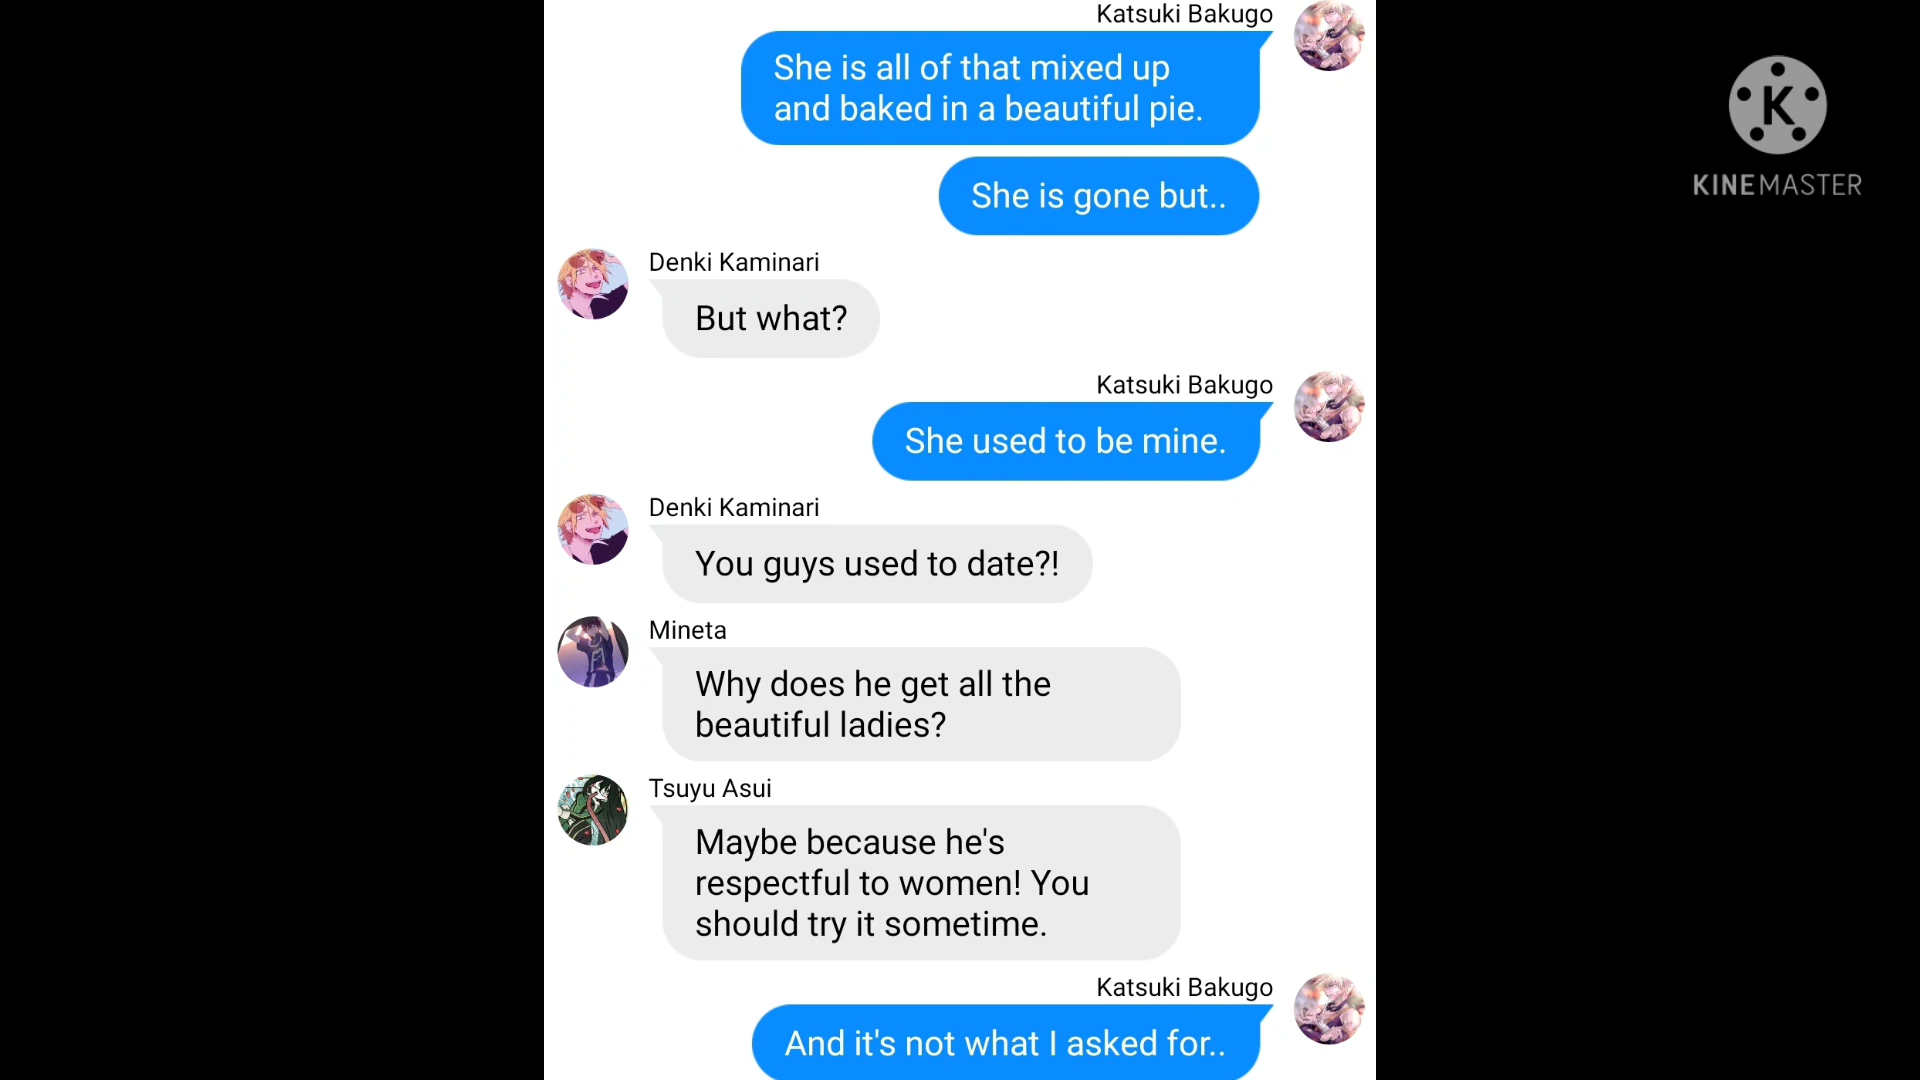 Katsuki Bakugo
She is all of that mixed up
and baked in a beautiful pie.
She is gone but..
Denki Kaminari
But what?
Katsuki Bakugo
She used to be mine.
Denki Kaminari
You guys used to date?!
Mineta
Why does he get all the
beautiful ladies?
Tsuyu Asui
Maybe because he's
respectful to women! You
should try it sometime.
Katsuki Bakugo
And it's not what I asked for..
K
KINEMASTER